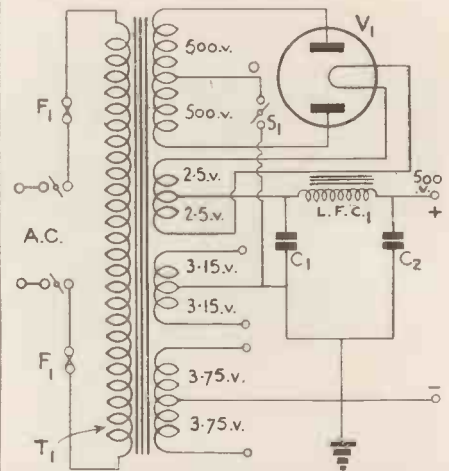 V₁
500.v.
F₁
500.v.
S₁
2.5.v.
500
v.
+
2.5.v.
L.F.C.₁
A.C.
C₁
C₂
3.15.v.
3.15.v.
F₁
3.75.v.
-
3.75.v.
T₁